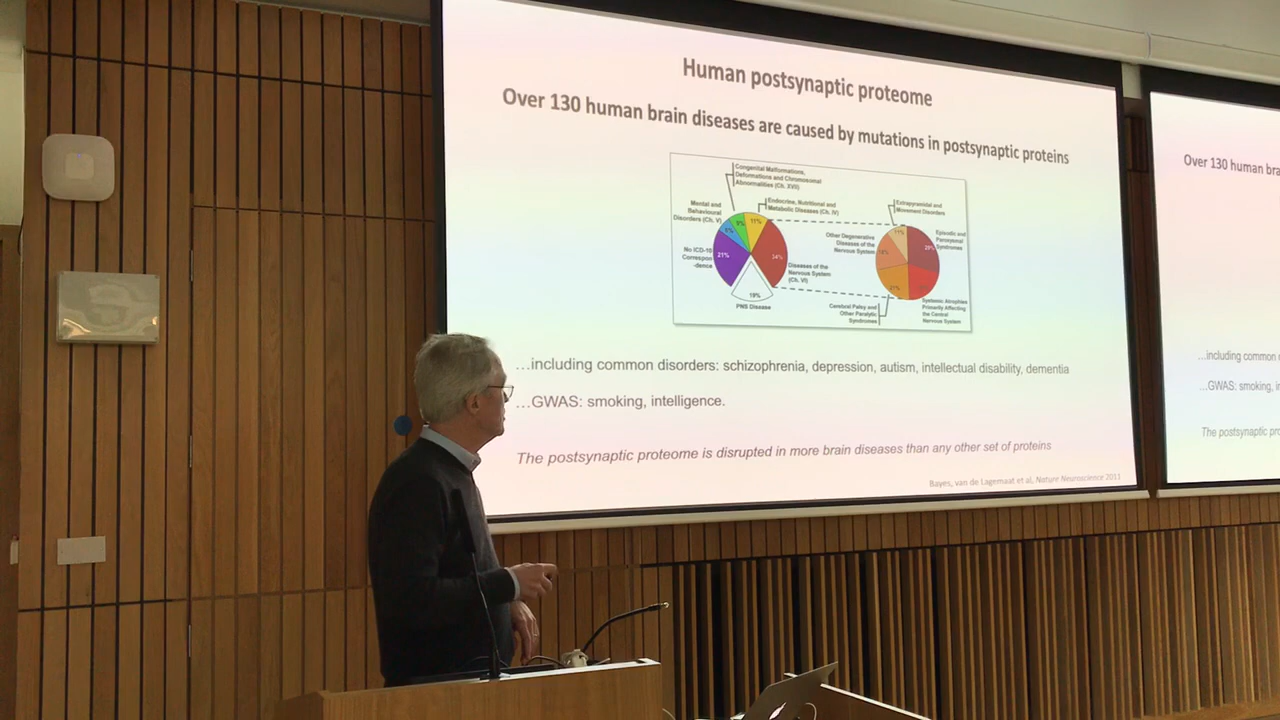 Human postsynaptic proteome
Over 130 human brain diseases are caused by mutations in postsynaptic proteins
Congenital Malformations,
Deformations and Chromosomal
Abnormalities (Ch. XVII)
Mental and
Behavioural
Disorders (Ch. V)
Endocrine, Nutritional and
Metabolic Diseases (Ch. IV)
No ICD-10
Correspon
-dence
9%
11%
21%
34%
19%
PNS Disease
Diseases of the
Nervous System
(Ch. VI)
Extrapyramidal and
Movement Disorders
Other Degenerative
Diseases of the
Nervous System
Episodic and
Paroxysmal
Syndromes
11%
29%
21%
Cerebral Palsy and
Other Paralytic
Syndromes
Systemic Atrophies
Primarily Affecting
the Central
Nervous System
...including common disorders: schizophrenia, depression, autism, intellectual disability, dementia
...GWAS: smoking, intelligence.
The postsynaptic proteome is disrupted in more brain diseases than any other set of proteins
Bayes, van de Lagemaat et al, Nature Neuroscience 2011
Over 130 human bra
...including common
...GWAS: smoking, in
The postsynaptic pro